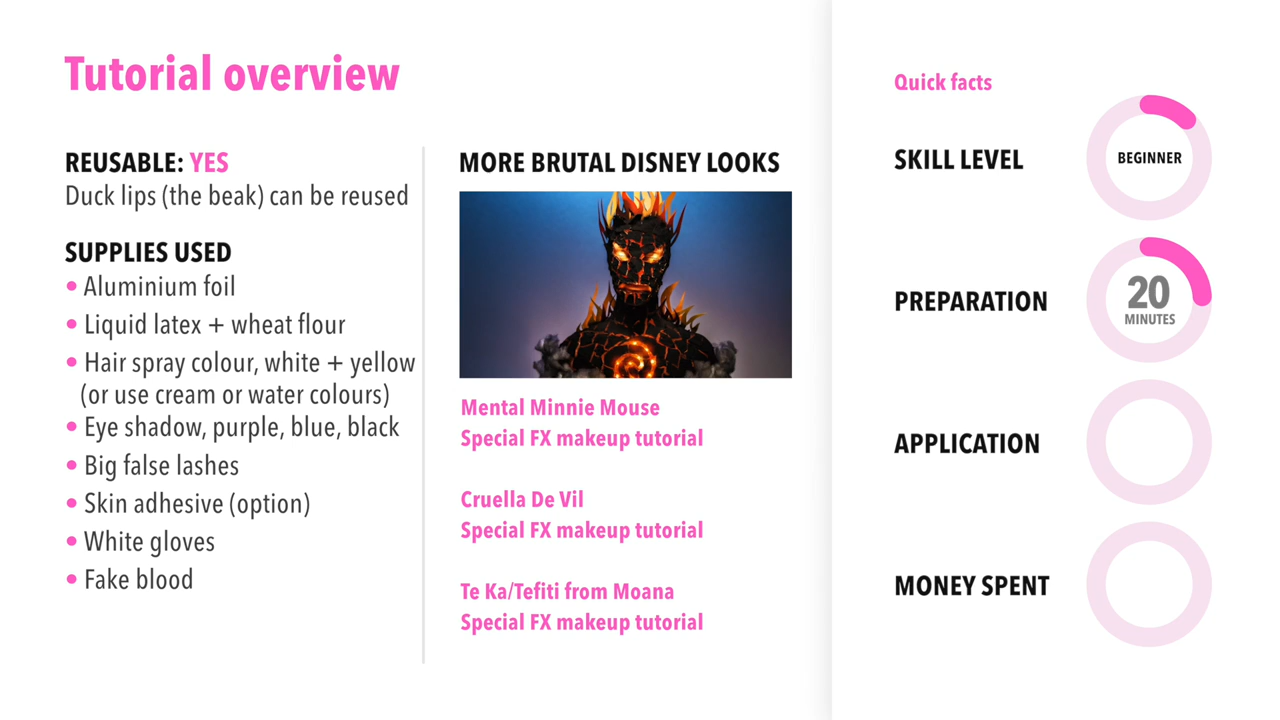 Tutorial overview
REUSABLE: YES
Duck lips (the beak) can be reused
SUPPLIES USED
• Aluminium foil
• Liquid latex + wheat flour
• Hair spray colour, white + yellow
(or use cream or water colours)
• Eye shadow, purple, blue, black
• Big false lashes
• Skin adhesive (option)
• White gloves
• Fake blood
MORE BRUTAL DISNEY LOOKS
Mental Minnie Mouse
Special FX makeup tutorial
Cruella De Vil
Special FX makeup tutorial
Te Ka/Tefiti from Moana
Special FX makeup tutorial
Quick facts
SKILL LEVEL
BEGINNER
PREPARATION
20
MINUTES
APPLICATION
MONEY SPENT